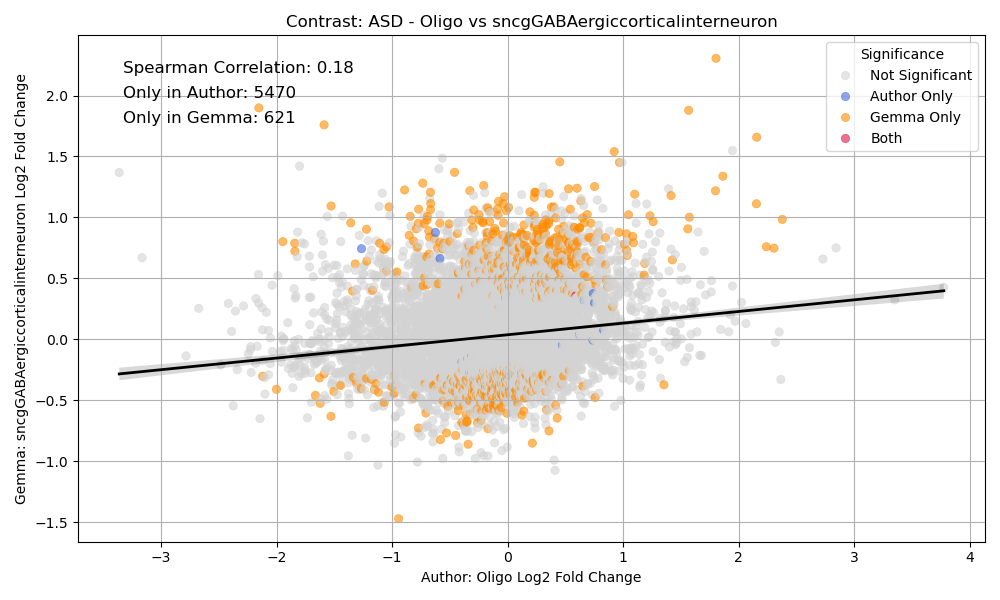 Contrast: ASD - Oligo vs sncgGABAergiccorticalinterneuron
Spearman Correlation: 0.18
Only in Author: 5470
Only in Gemma: 621
Significance
Not Significant
Author Only
Gemma Only
Both
Gemma: sncgGABAergiccorticalinterneuron Log2 Fold Change
2.0
1.5
1.0
0.5
0.0
−0.5
−1.0
−1.5
−3 −2 −1 0 1 2 3 4
Author: Oligo Log2 Fold Change